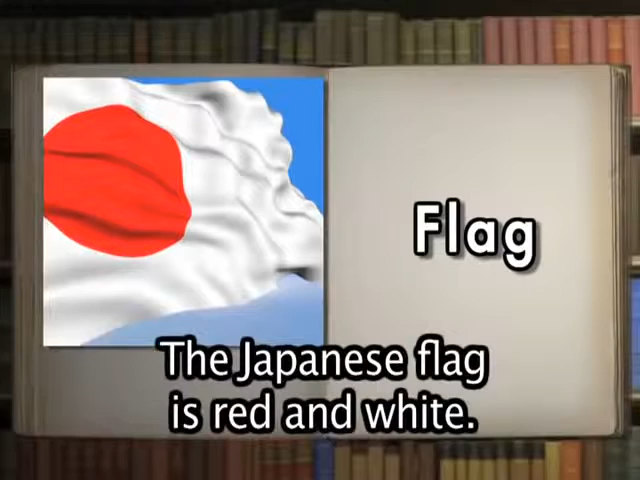 Flag
The Japanese flag
is red and white.